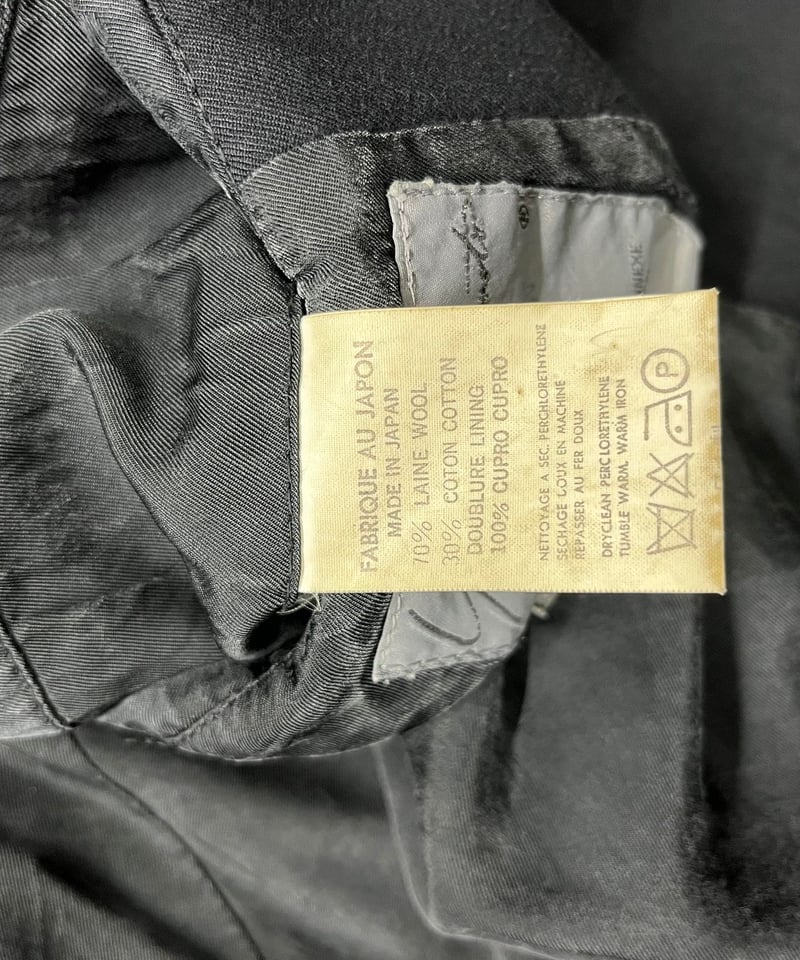 FABRIQUE AU JAPON
MADE IN JAPAN
70% LAINE WOOL
30% COTON COTTON
DOUBLURE LINING
100% CUPRO CUPRO
NETTOYAGE A SEC, PERCHLORETHYLENE
SECHAGE DOUX EN MACHINE
REPASSER AU FER DOUX
DRYCLEAN PERCLORETHYLENE
TUMBLE WARM, WARM IRON
P